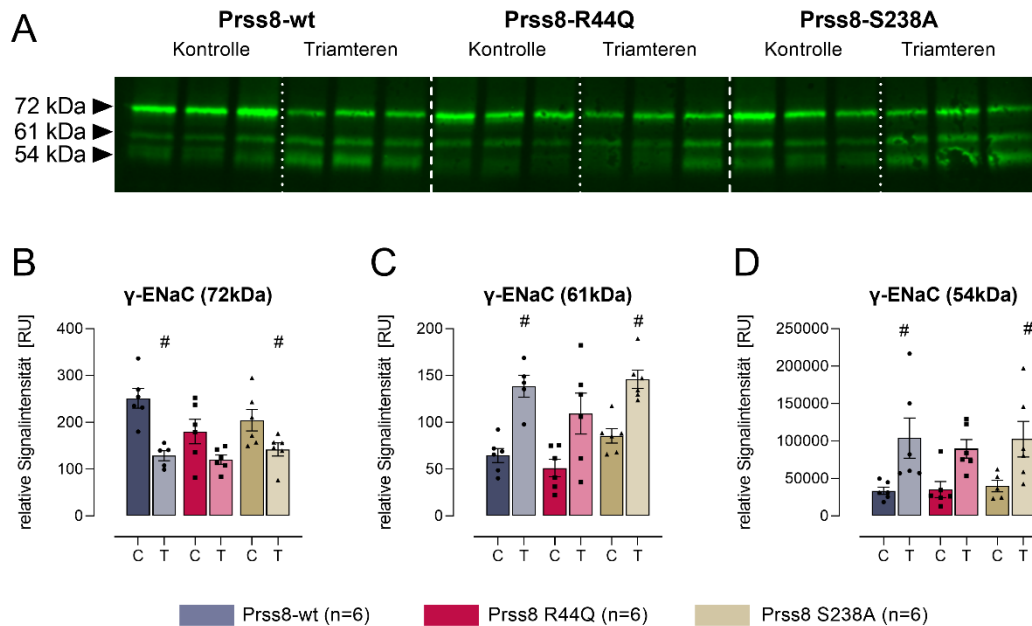 A
Prss8-wt Prss8-R44Q Prss8-S238A
Kontrolle Triamteren Kontrolle Triamteren Kontrolle Triamteren
72 kDa
61 kDa
54 kDa
B
γ-ENaC (72kDa)
relative Signalintensität [RU]
400
300
200
100
0
# #
C T C T C T
C
γ-ENaC (61kDa)
relative Signalintensität [RU]
200
150
100
50
0
# #
C T C T C T
D
γ-ENaC (54kDa)
relative Signalintensität [RU]
250000
200000
150000
100000
50000
0
# #
C T C T C T
Prss8-wt (n=6) Prss8 R44Q (n=6) Prss8 S238A (n=6)